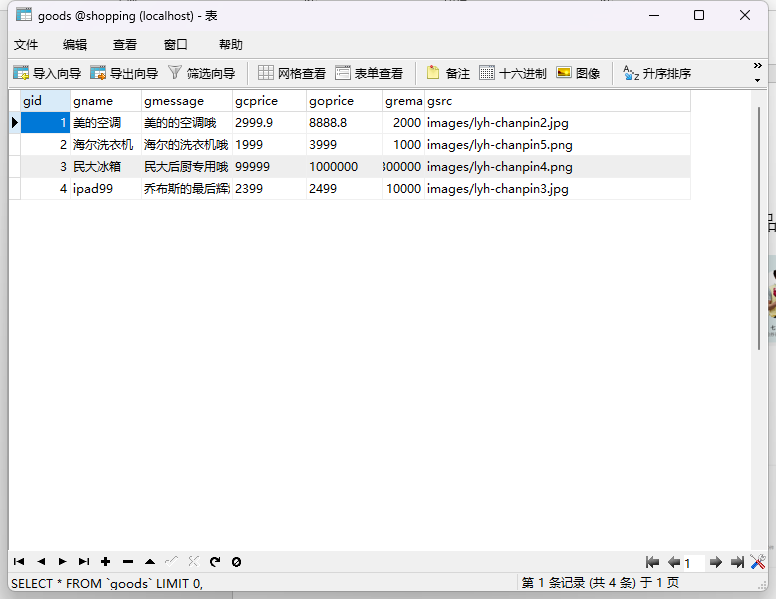 goods @shopping (localhost) - 表
文件 编辑 查看 窗口 帮助
导入向导 导出向导 筛选向导 网格查看 表单查看 备注 十六进制 图像 升序排序
gid gname gmessage gcprice goprice grema gsrc
1 美的空调 美的的空调哦 2999.9 8888.8 2000 images/lyh-chanpin2.jpg
2 海尔洗衣机 海尔的洗衣机哦 1999 3999 1000 images/lyh-chanpin5.png
3 民大冰箱 民大后厨专用哦 99999 1000000 300000 images/lyh-chanpin4.png
4 ipad99 乔布斯的最后辉 2399 2499 10000 images/lyh-chanpin3.jpg
1
SELECT * FROM `goods` LIMIT 0, 第 1 条记录 (共 4 条) 于 1 页